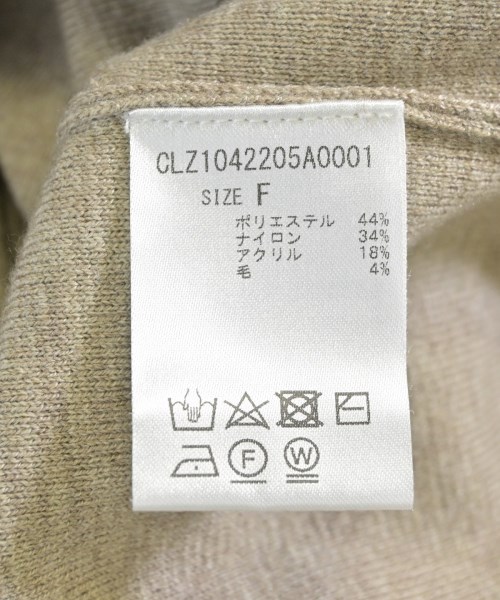 CLZ1042205A0001
SIZE F
ポリエステル 44%
ナイロン 34%
アクリル 18%
毛 4%
F W